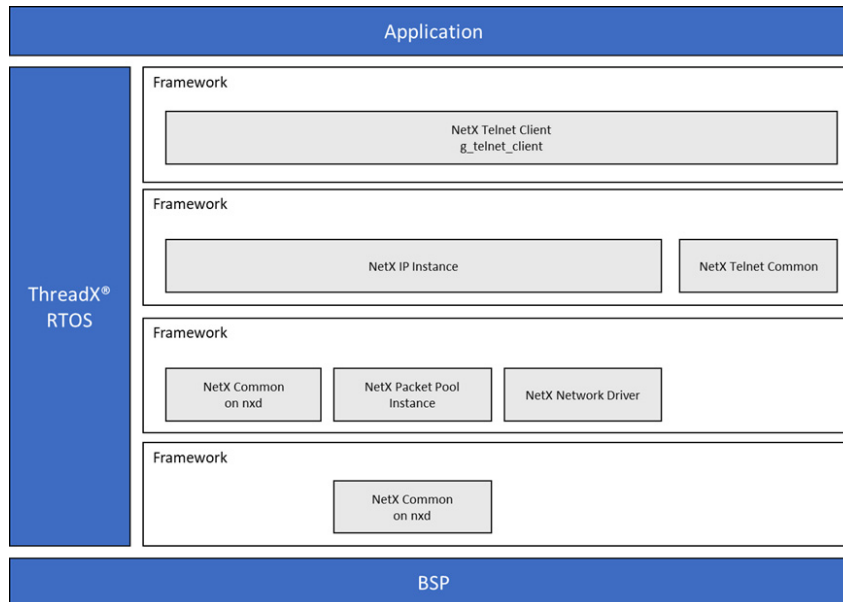 Application
ThreadX®
RTOS
Framework
NetX Telnet Client
g_telnet_client
Framework
NetX IP Instance
NetX Telnet Common
Framework
NetX Common
on nxd
NetX Packet Pool
Instance
NetX Network Driver
Framework
NetX Common
on nxd
BSP